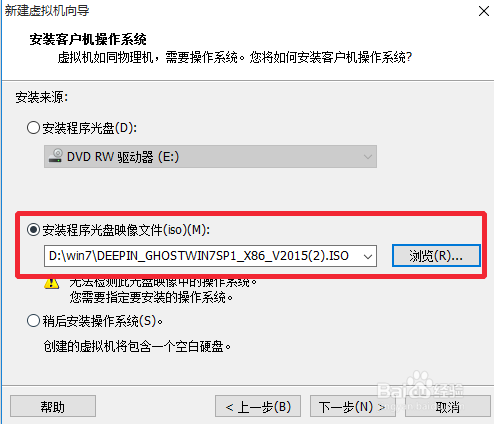 新建虚拟机向导
安装客户机操作系统
虚拟机如同物理机，需要操作系统。您将如何安装客户机操作系统?
安装来源:
安装程序光盘(D):
DVD RW 驱动器 (E:)
安装程序光盘映像文件(iso)(M):
D:\win7\DEEPIN_GHOSTWIN7SP1_X86_V2015(2).ISO
浏览(R)...
无法检测此光盘映像中的操作系统。
您需要指定要安装的操作系统。
稍后安装操作系统(S)。
创建的虚拟机将包含一个空白硬盘。
Baidu 经验
帮助
< 上一步(B)
下一步(N) >
取消